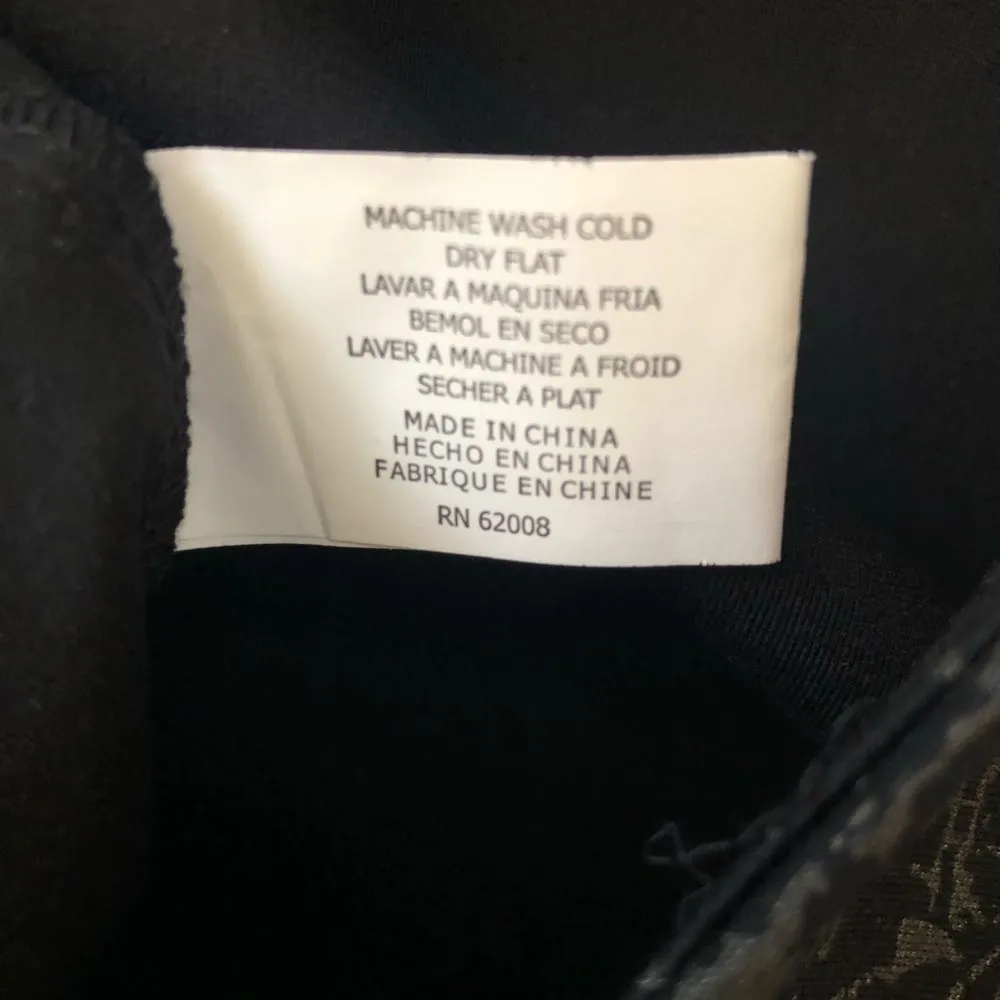 MACHINE WASH COLD
DRY FLAT
LAVAR A MAQUINA FRIA
BEMOL EN SECO
LAVER A MACHINE A FROID
SECHER A PLAT
MADE IN CHINA
HECHO EN CHINA
FABRIQUE EN CHINE
RN 62008